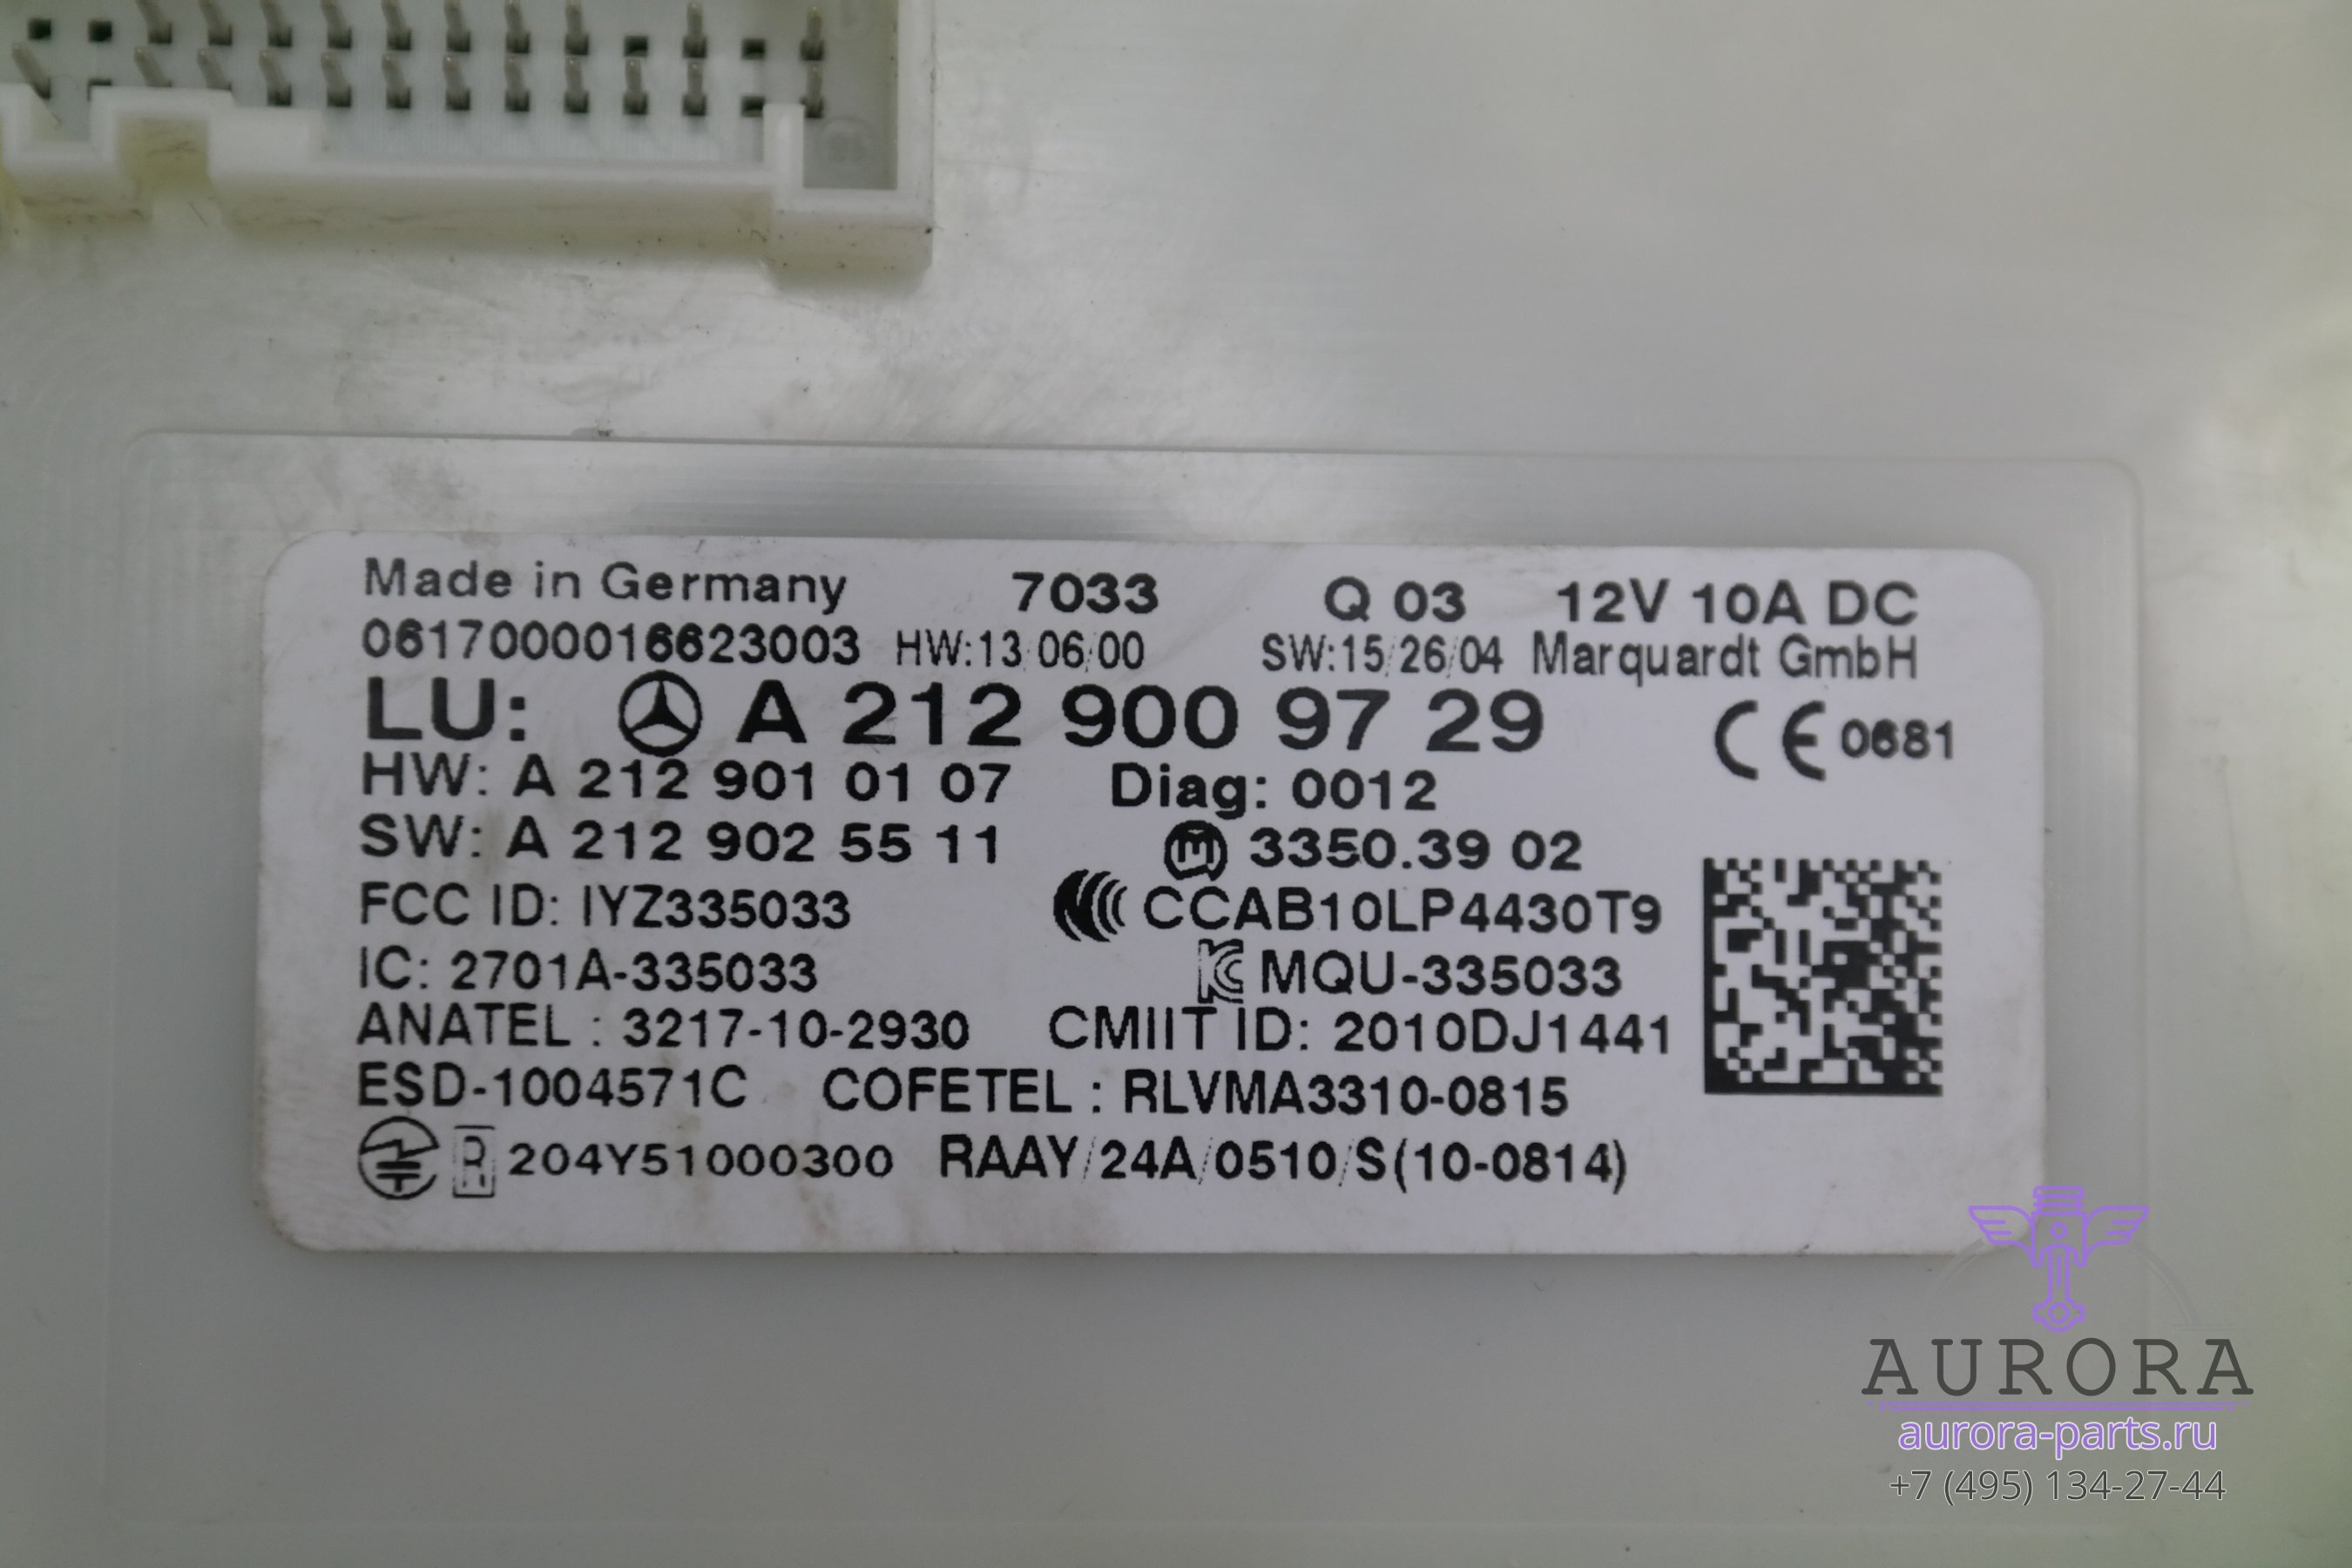 Made in Germany 7033 Q 03 12V 10A DC
0617000016623003 HW:13/06/00 SW:15/26/04 Marquardt GmbH
LU: A 212 900 97 29 CE 0681
HW: A 212 901 01 07 Diag: 0012
SW: A 212 902 55 11 3350.39 02
FCC ID: IYZ335033 CCAB10LP4430T9
IC: 2701A-335033 MQU-335033
ANATEL : 3217-10-2930 CMIIT ID: 2010DJ1441
ESD-1004571C COFETEL : RLVMA3310-0815
R 204Y51000300 RAAY/24A/0510/S(10-0814)
AURORA
aurora-parts.ru
+7 (495) 134-27-44